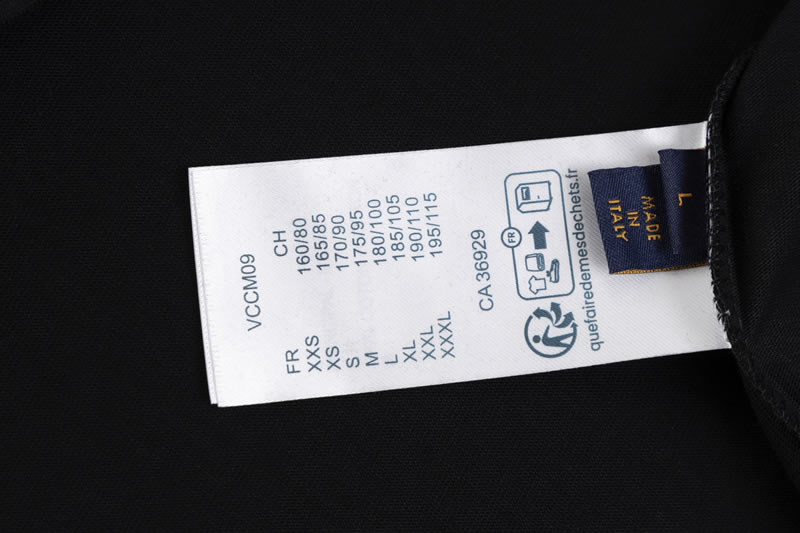 VCCM09
FR CH
XXS 160/80
XS 165/85
S 170/90
M 175/95
L 180/100
XL 185/105
XXL 190/110
XXXL 195/115
CA 36929
FR
quefairedemesdechets.fr
L
MADE
IN
ITALY